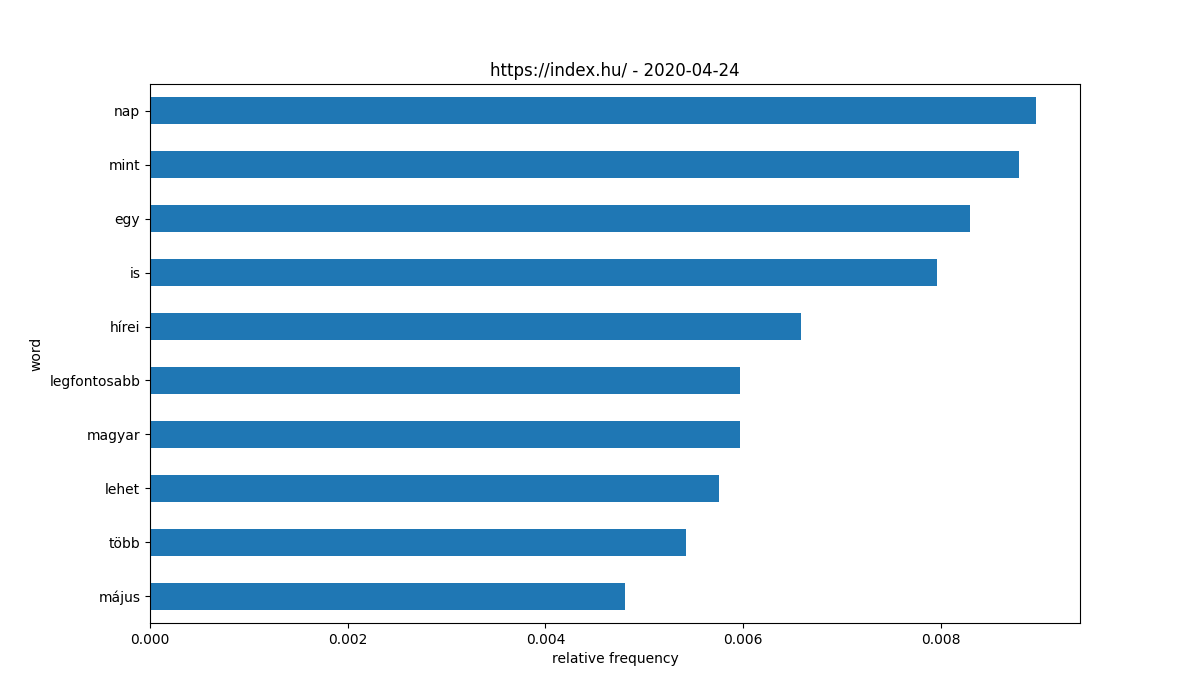 https://index.hu/ - 2020-04-24
nap
mint
egy
is
hírei
legfontosabb
magyar
lehet
több
május
word
0.000 0.002 0.004 0.006 0.008
relative frequency